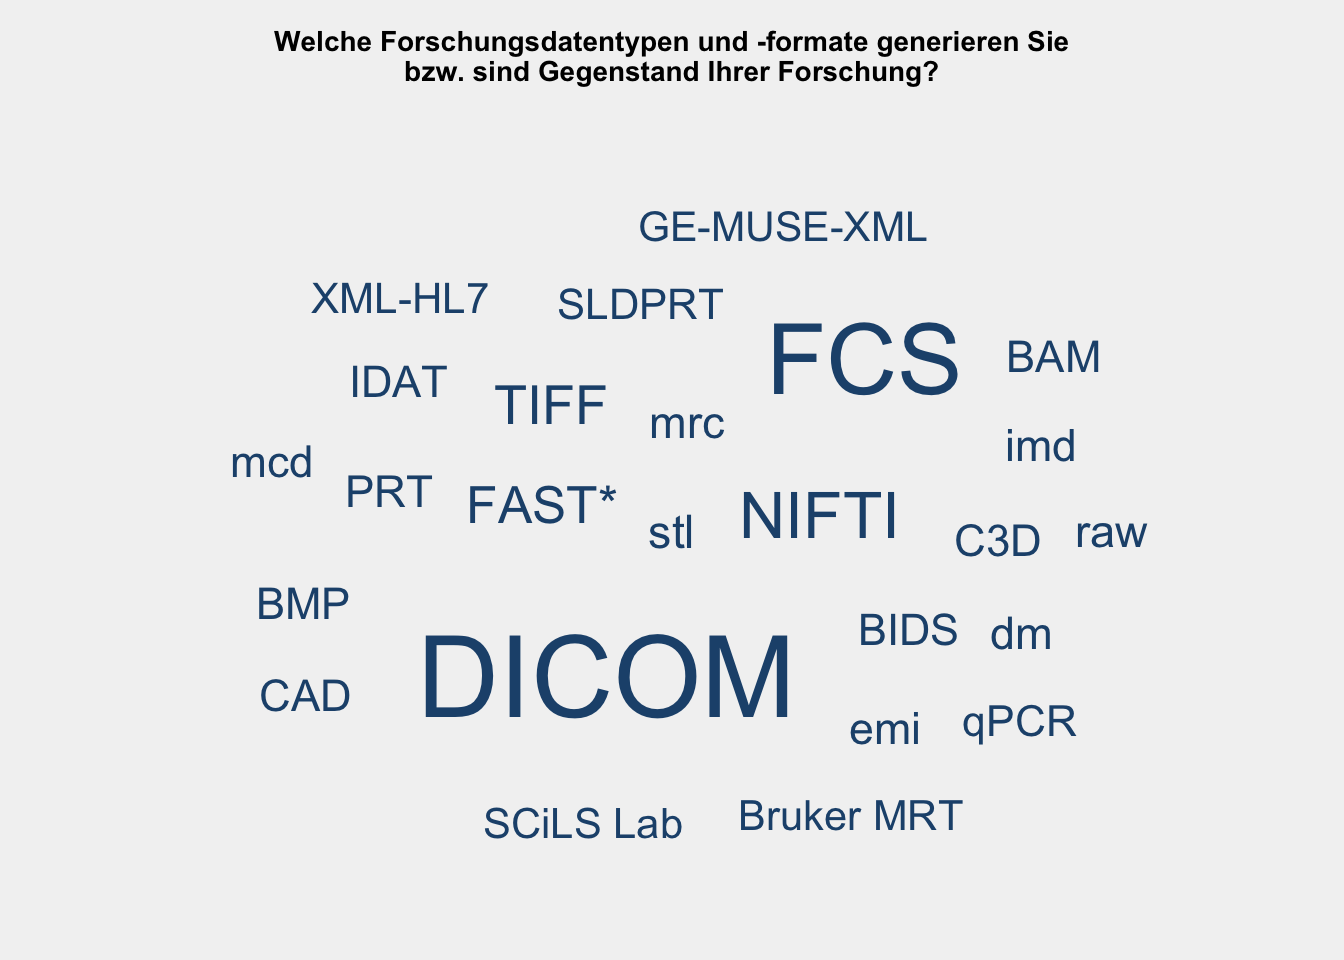 Welche Forschungsdatentypen und -formate generieren Sie
bzw. sind Gegenstand Ihrer Forschung?
GE-MUSE-XML
XML-HL7 SLDPRT
FCS BAM
IDAT TIFF mrc
imd
mcd PRT FAST* stl NIFTI C3D raw
BMP
BIDS dm
CAD DICOM
emi qPCR
SCiLS Lab Bruker MRT